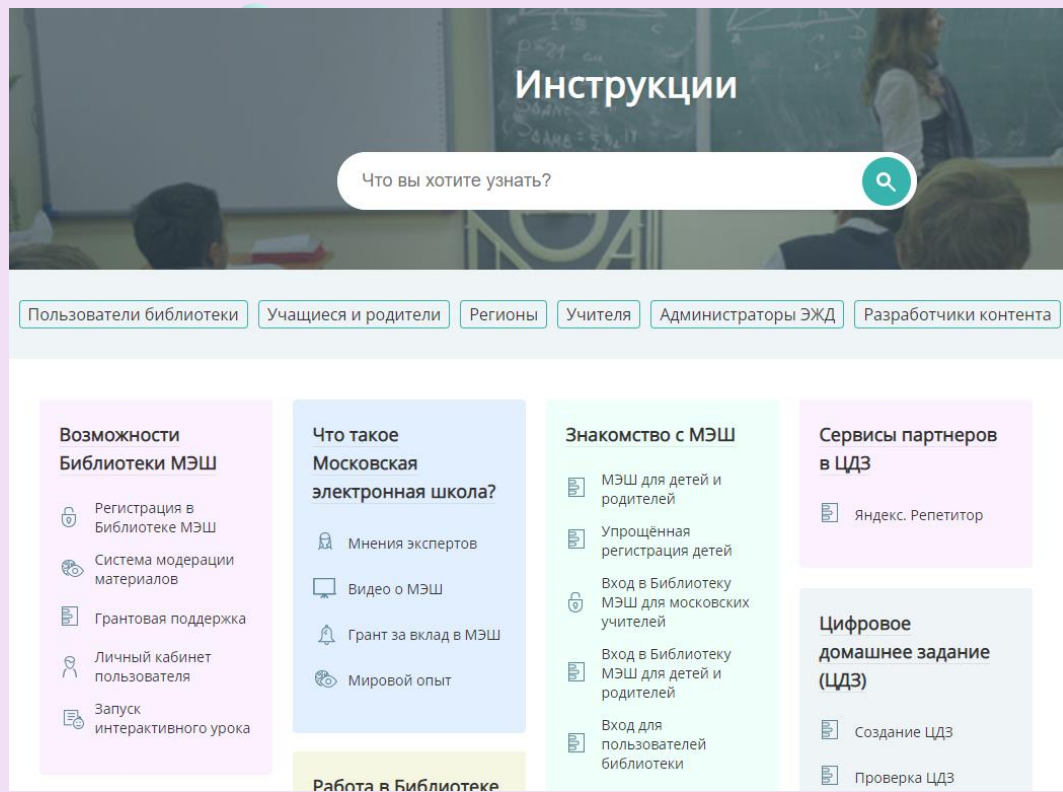 Инструкции
Что вы хотите узнать?
Пользователи библиотеки
Учащиеся и родители
Регионы
Учителя
Администраторы ЭЖД
Разработчики контента
Возможности
Библиотеки МЭШ
Регистрация в
Библиотеке МЭШ
Система модерации
материалов
Грантовая поддержка
Личный кабинет
пользователя
Запуск
интерактивного урока
Что такое
Московская
электронная школа?
Мнения экспертов
Видео о МЭШ
Грант за вклад в МЭШ
Мировой опыт
Работа в Библиотеке
Знакомство с МЭШ
МЭШ для детей и
родителей
Упрощённая
регистрация детей
Вход в Библиотеку
МЭШ для московских
учителей
Вход в Библиотеку
МЭШ для детей и
родителей
Вход для
пользователей
библиотеки
Сервисы партнеров
в ЦДЗ
Яндекс. Репетитор
Цифровое
домашнее задание
(ЦДЗ)
Создание ЦДЗ
Проверка ЦДЗ